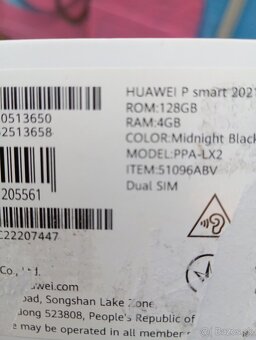 HUAWEI P smart 2021
ROM:128GB
RAM:4GB
COLOR:Midnight Black
MODEL:PPA-LX2
ITEM:51096ABV
Dual SIM
0513650
2513658
205561
C22207447
Co., Ltd.
uawei.com
oad, Songshan Lake Zone,
dong 523808, People's Republic of
e may be operated in all member